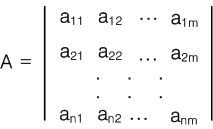 a₁₁ a₁₂ ... a₁ₘ
A = a₂₁ a₂₂ ... a₂ₘ
. . .
. . .
aₙ₁ aₙ₂ ... aₙₘ